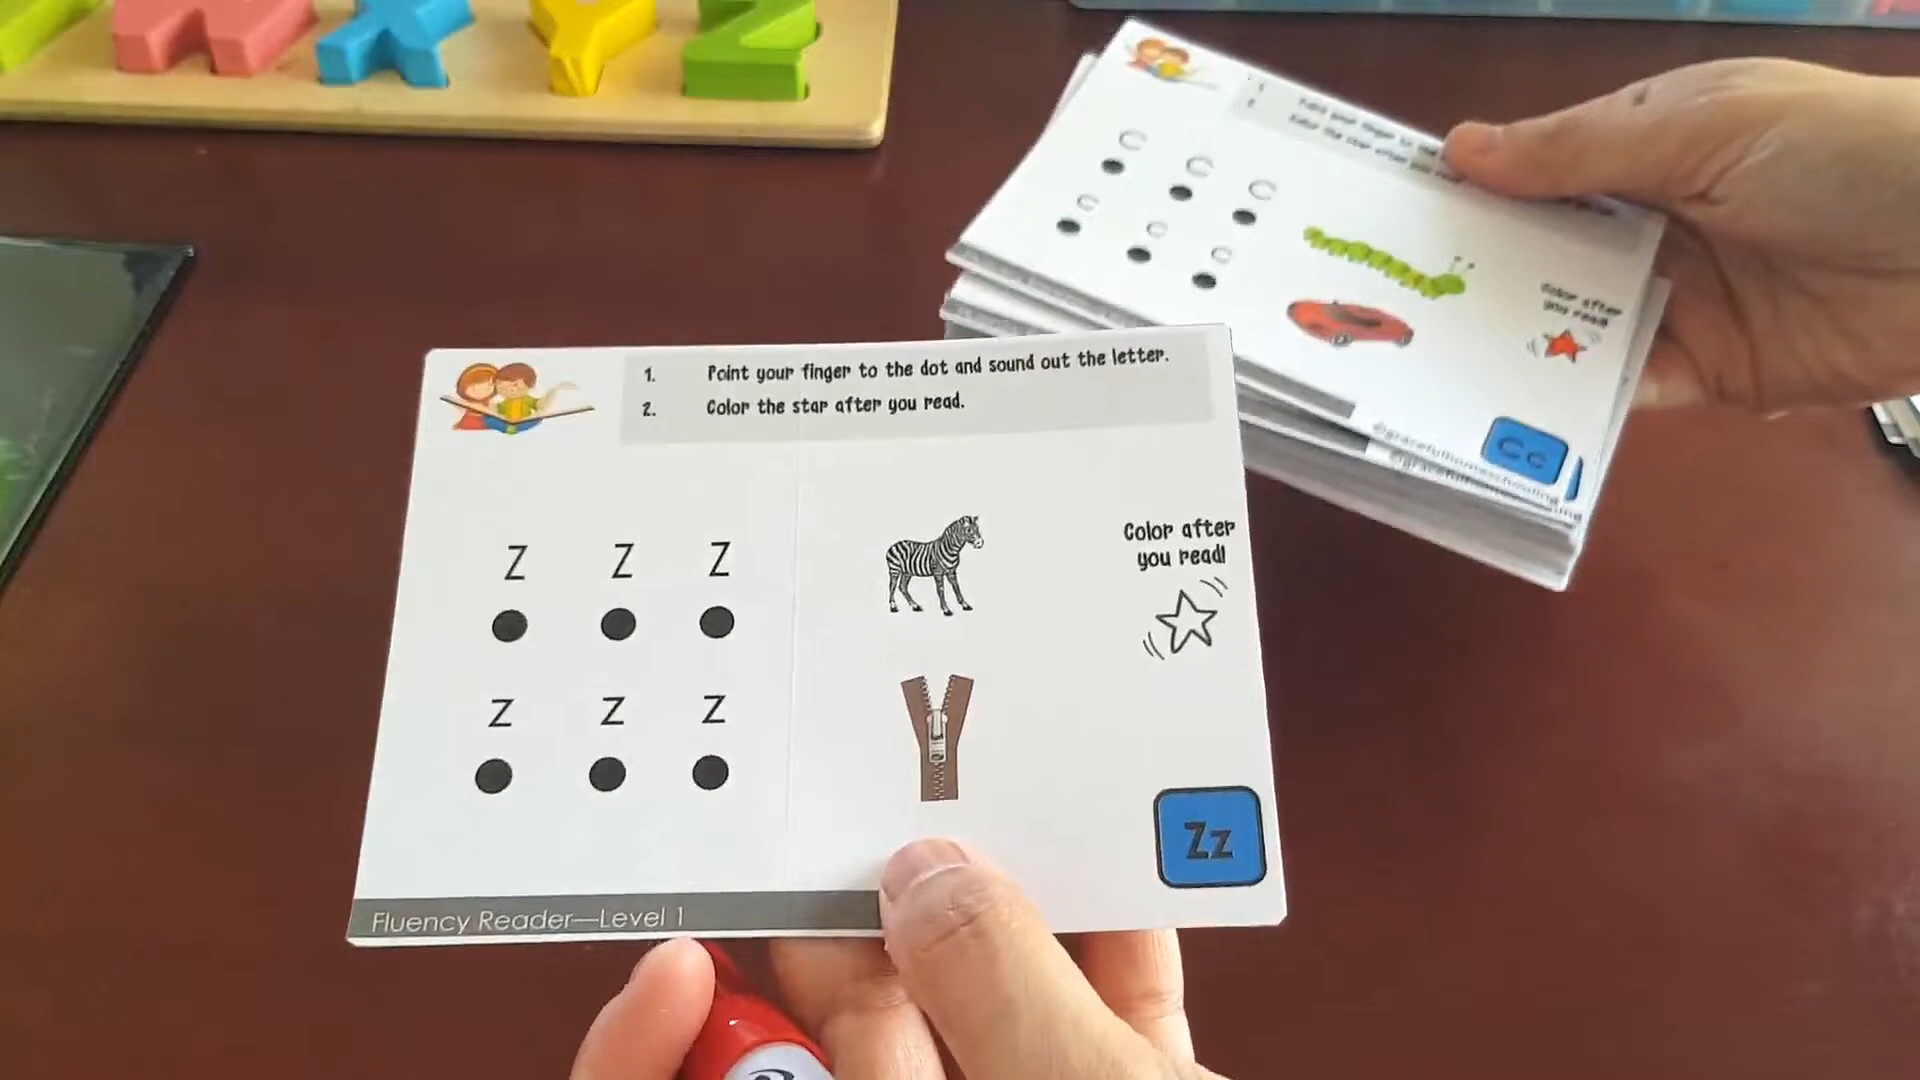 W X Y Z
1. Point your finger to the dot and sound out the letter.
2. Color the star after you read.
Z Z Z
z z z
Color after
you read!
Zz
Fluency Reader—Level 1
C C C
c c c
Color after
you read
Cc
@gracefulhomeschooling